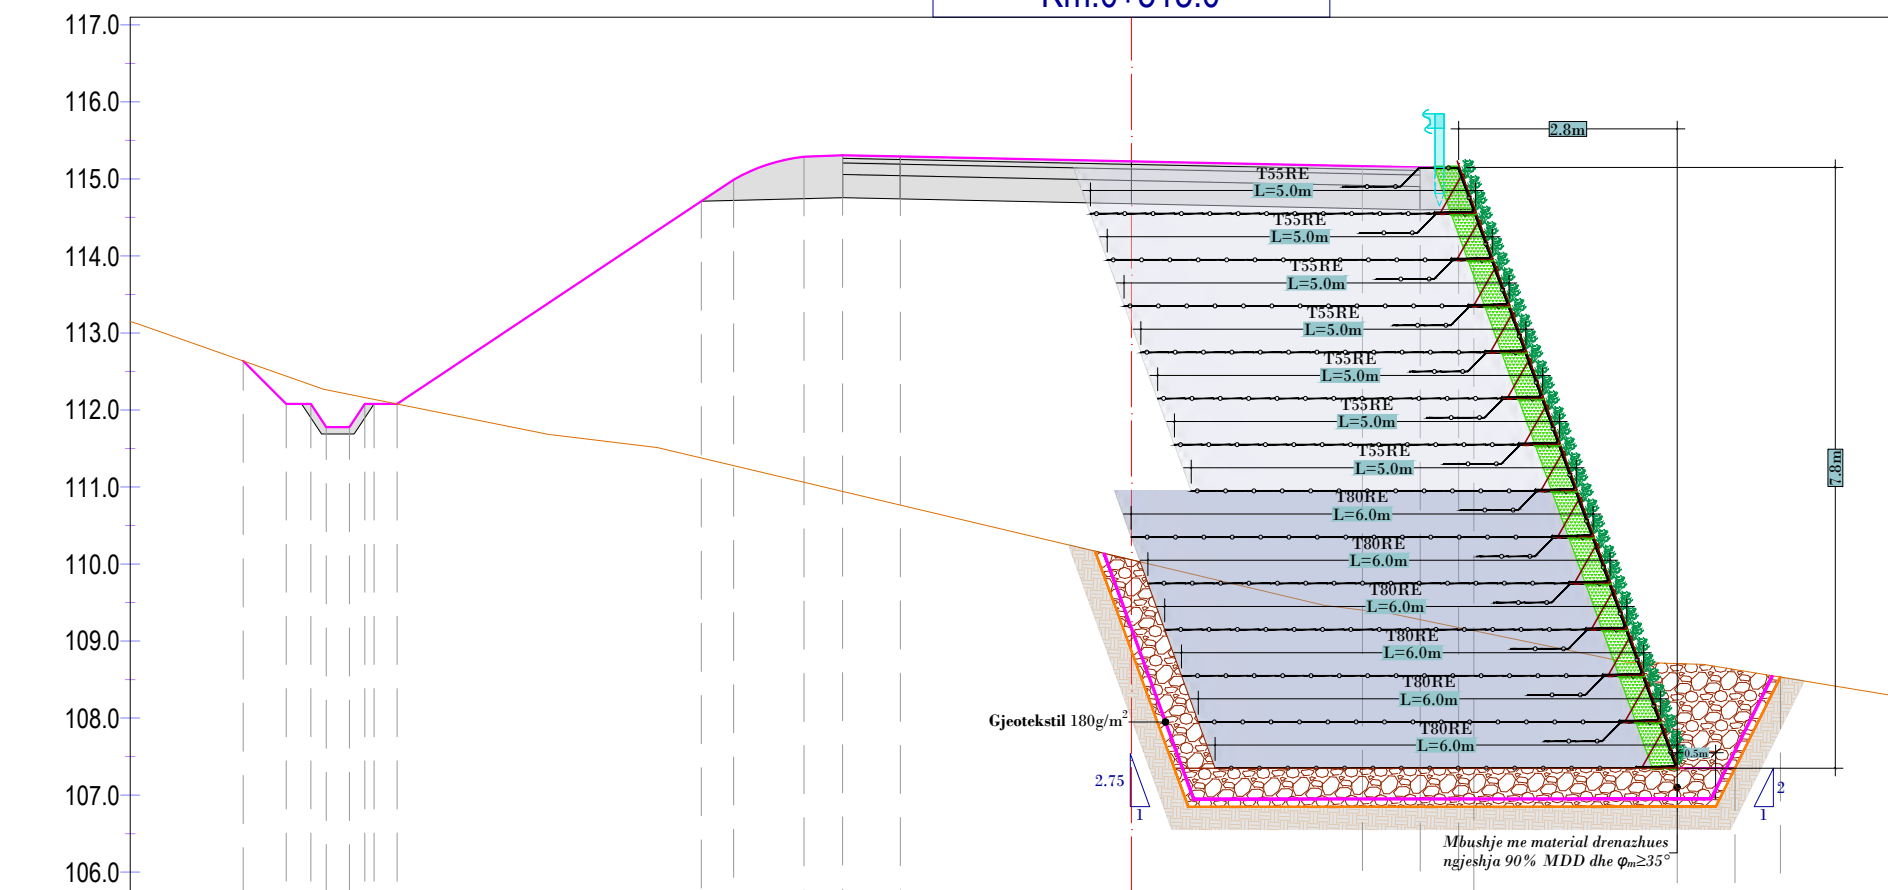 117.0
116.0
115.0
114.0
113.0
112.0
111.0
110.0
109.0
108.0
107.0
106.0
2.8m
7.8m
T55RE
L=5.0m
T55RE
L=5.0m
T55RE
L=5.0m
T55RE
L=5.0m
T55RE
L=5.0m
T55RE
L=5.0m
T55RE
L=5.0m
T80RE
L=6.0m
T80RE
L=6.0m
T80RE
L=6.0m
T80RE
L=6.0m
T80RE
L=6.0m
T80RE
L=6.0m
Gjeotekstil 180g/m²
0.5m
2.75
1
2
1
Mbushje me material drenazhues
ngjeshja 90% MDD dhe φₘ≥35°